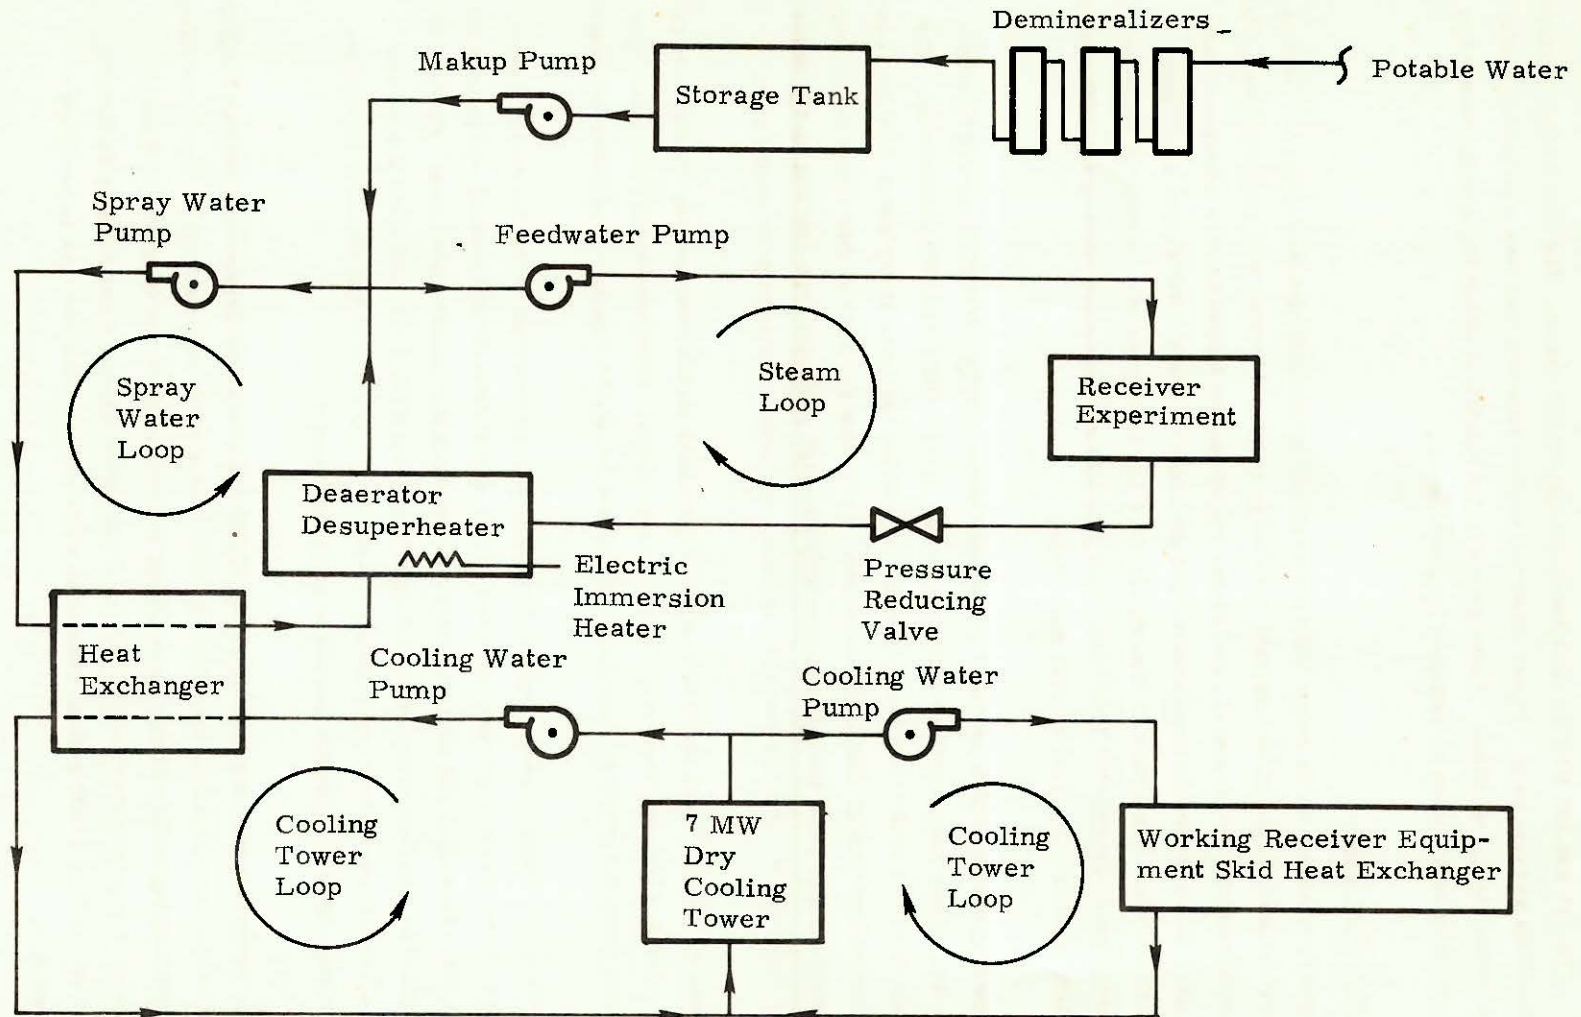 Demineralizers
Potable Water
Makup Pump
Storage Tank
Spray Water
Pump
Feedwater Pump
Spray
Water
Loop
Steam
Loop
Receiver
Experiment
Deaerator
Desuperheater
Electric
Immersion
Heater
Pressure
Reducing
Valve
Heat
Exchanger
Cooling Water
Pump
Cooling Water
Pump
Cooling
Tower
Loop
7 MW
Dry
Cooling
Tower
Cooling
Tower
Loop
Working Receiver Equip-
ment Skid Heat Exchanger